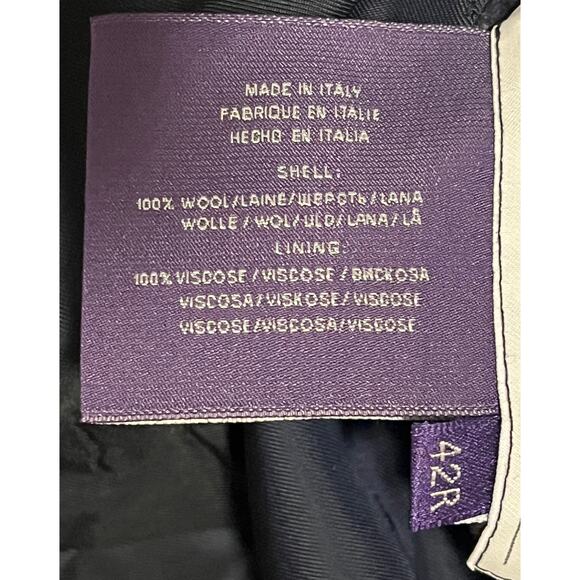 MADE IN ITALY
FABRIQUE EN ITALIE
HECHO EN ITALIA
SHELL:
100% WOOL/LAINE/ШЕРСТЬ/LANA
WOLLE / WOL/ULD/LANA/LÃ
LINING:
100% VISCOSE / VISCOSE / ВИСКОЗА
VISCOSA/VISKOSE/VISCOSE
VISCOSE/VISCOSA/VISCOSE
42R